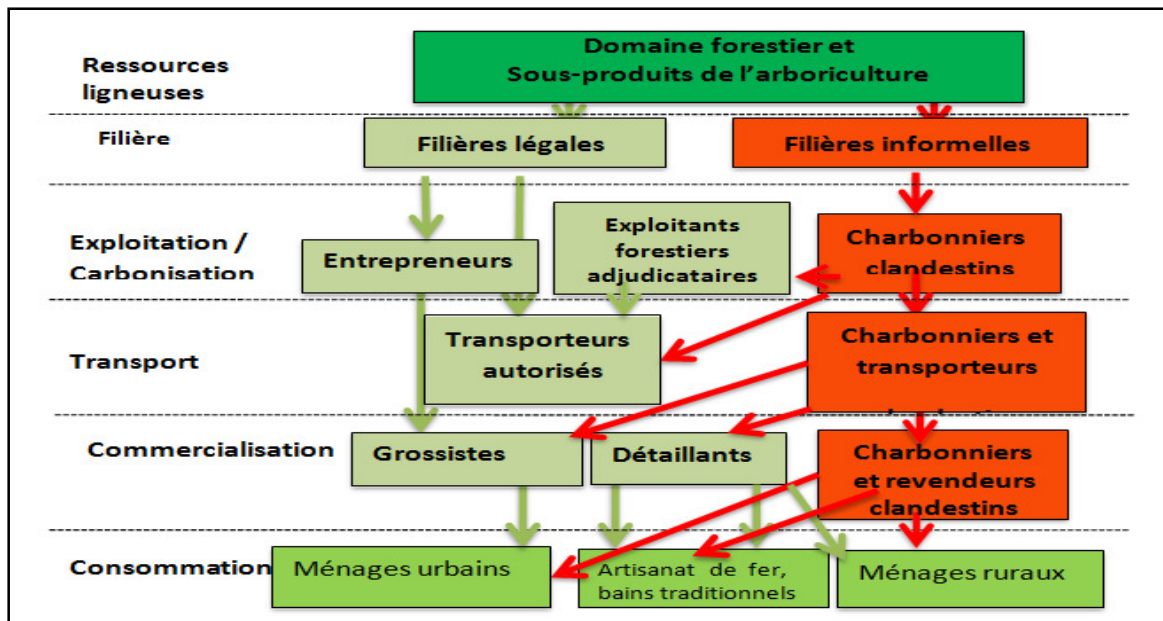 Domaine forestier et
Sous-produits de l’arboriculture
Ressources
ligneuses
Filière
Filières légales
Filières informelles
Exploitation /
Carbonisation
Entrepreneurs
Exploitants
forestiers
adjudicataires
Charbonniers
clandestins
Transport
Transporteurs
autorisés
Charbonniers et
transporteurs
Commercialisation
Grossistes
Détaillants
Charbonniers
et revendeurs
clandestins
Consommation
Ménages urbains
Artisanat de fer,
bains traditionnels
Ménages ruraux